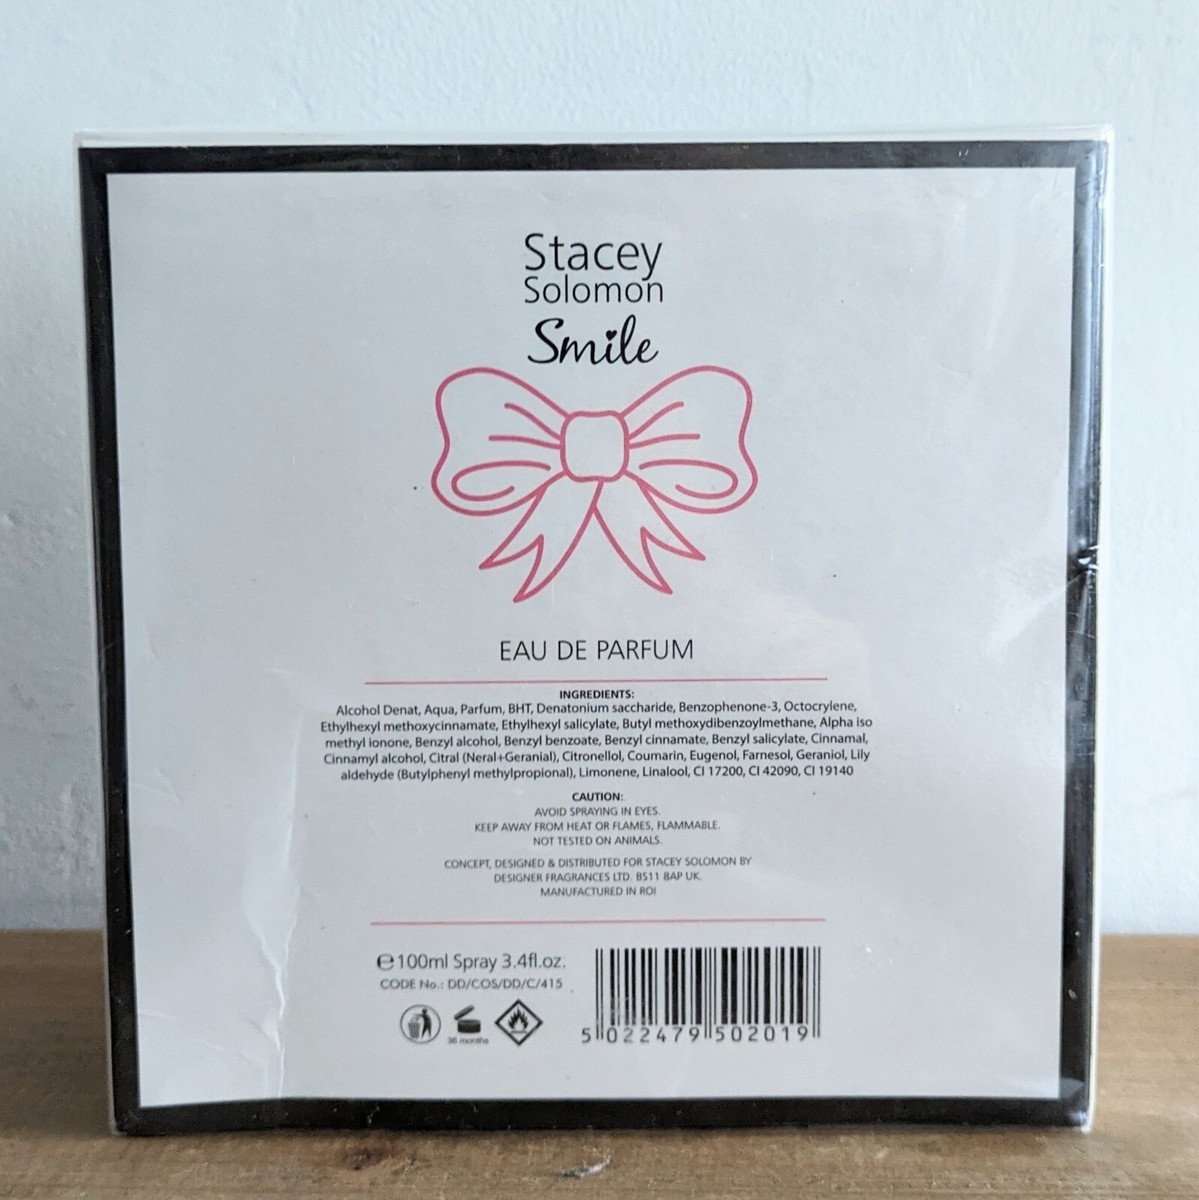 Stacey
Solomon
Smile
EAU DE PARFUM
INGREDIENTS:
Alcohol Denat, Aqua, Parfum, BHT, Denatonium saccharide, Benzophenone-3, Octocrylene,
Ethylhexyl methoxycinnamate, Ethylhexyl salicylate, Butyl methoxydibenzoylmethane, Alpha iso
methyl ionone, Benzyl alcohol, Benzyl benzoate, Benzyl cinnamate, Benzyl salicylate, Cinnamal,
Cinnamyl alcohol, Citral (Neral+Geranial), Citronellol, Coumarin, Eugenol, Farnesol, Geraniol, Lily
aldehyde (Butylphenyl methylpropional), Limonene, Linalool, CI 17200, CI 42090, CI 19140
CAUTION:
AVOID SPRAYING IN EYES.
KEEP AWAY FROM HEAT OR FLAMES, FLAMMABLE.
NOT TESTED ON ANIMALS.
CONCEPT, DESIGNED & DISTRIBUTED FOR STACEY SOLOMON BY
DESIGNER FRAGRANCES LTD. BS11 8AP UK.
MANUFACTURED IN ROI
℮100ml Spray 3.4fl.oz.
CODE No.: DD/COS/DD/C/415
36 months
5 022479 502019